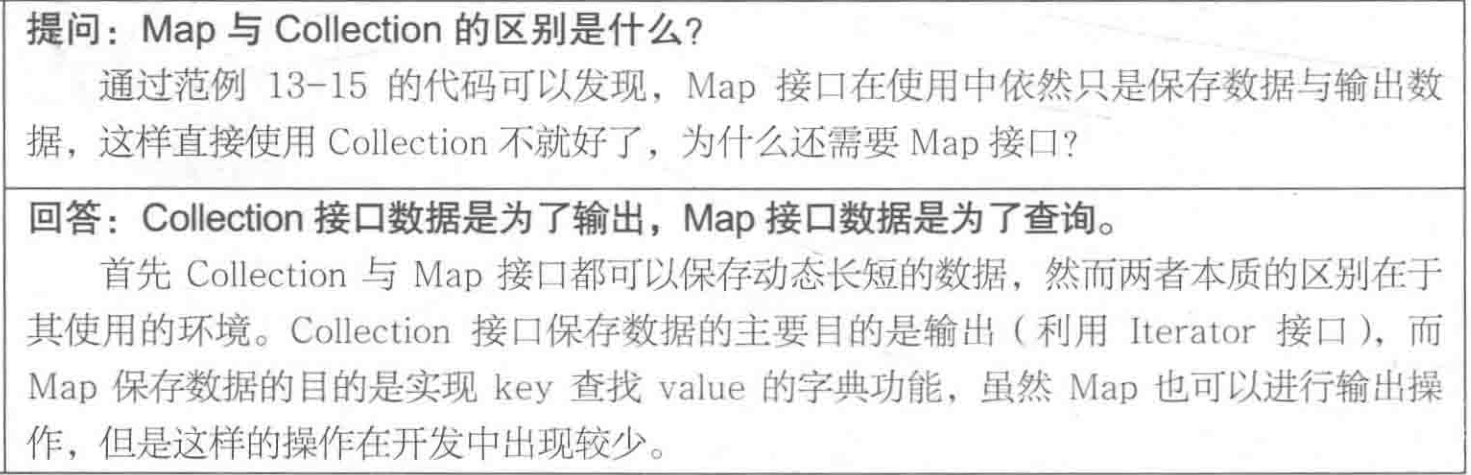 提问：Map 与 Collection 的区别是什么？
通过范例 13-15 的代码可以发现，Map 接口在使用中依然只是保存数据与输出数
据，这样直接使用 Collection 不就好了，为什么还需要 Map 接口？
回答：Collection 接口数据是为了输出，Map 接口数据是为了查询。
首先 Collection 与 Map 接口都可以保存动态长短的数据，然而两者本质的区别在于
其使用的环境。Collection 接口保存数据的主要目的是输出（利用 Iterator 接口），而
Map 保存数据的目的是实现 key 查找 value 的字典功能，虽然 Map 也可以进行输出操
作，但是这样的操作在开发中出现较少。